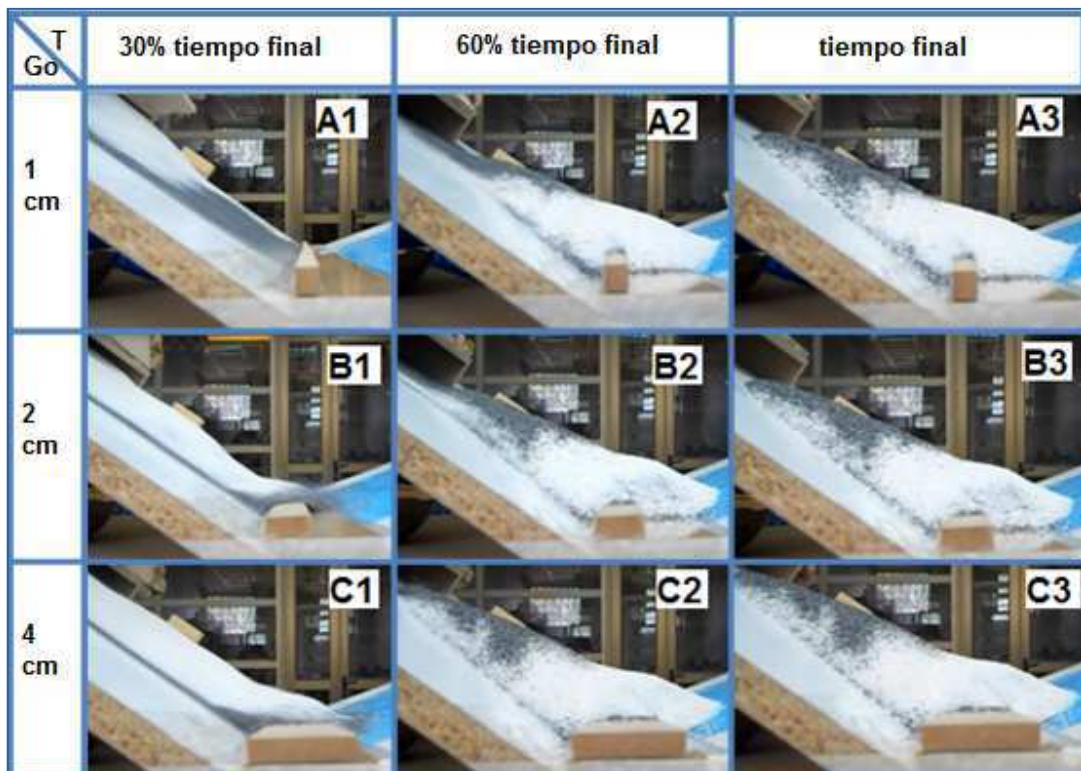 T
Go
30% tiempo final
60% tiempo final
tiempo final
1
cm
A1
A2
A3
2
cm
B1
B2
B3
4
cm
C1
C2
C3